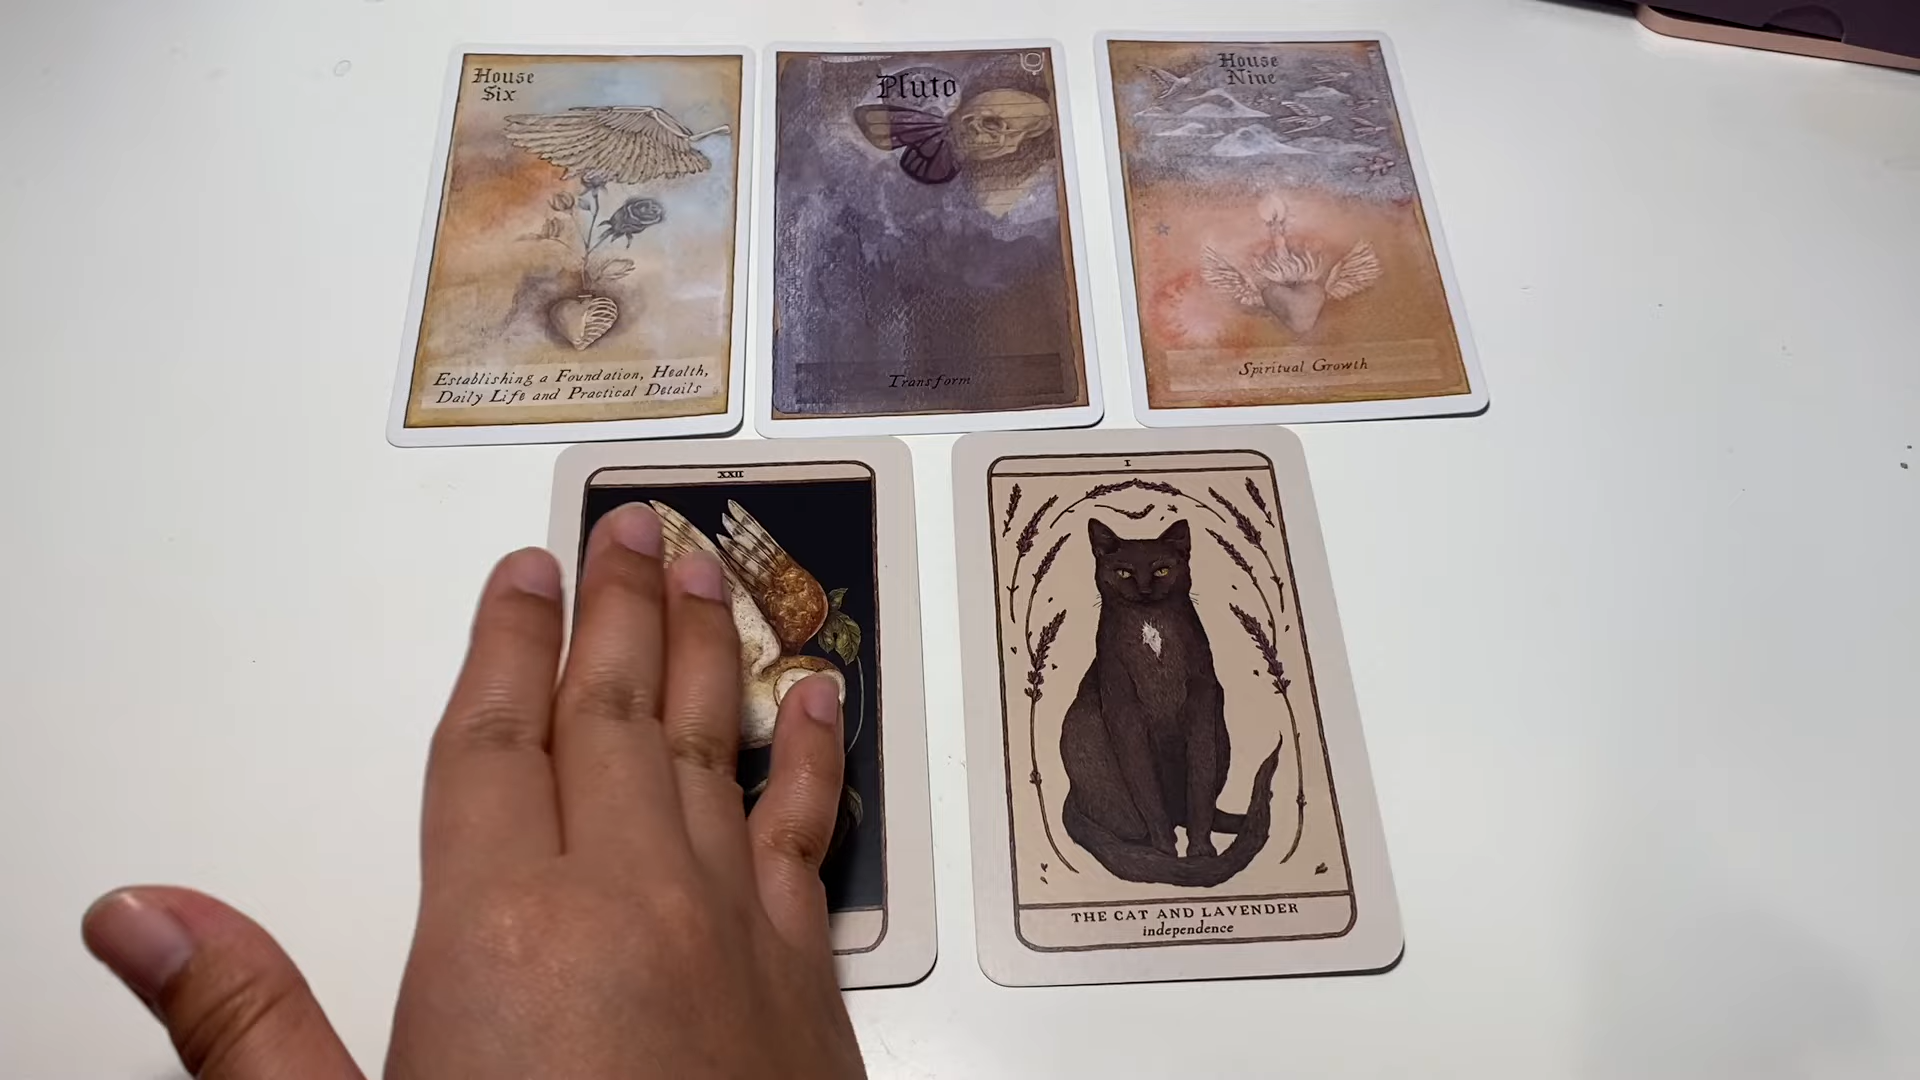 House
Six
Establishing a Foundation, Health,
Daily Life and Practical Details
Pluto
Transform
House
Nine
Spiritual Growth
XXII
I
THE CAT AND LAVENDER
independence